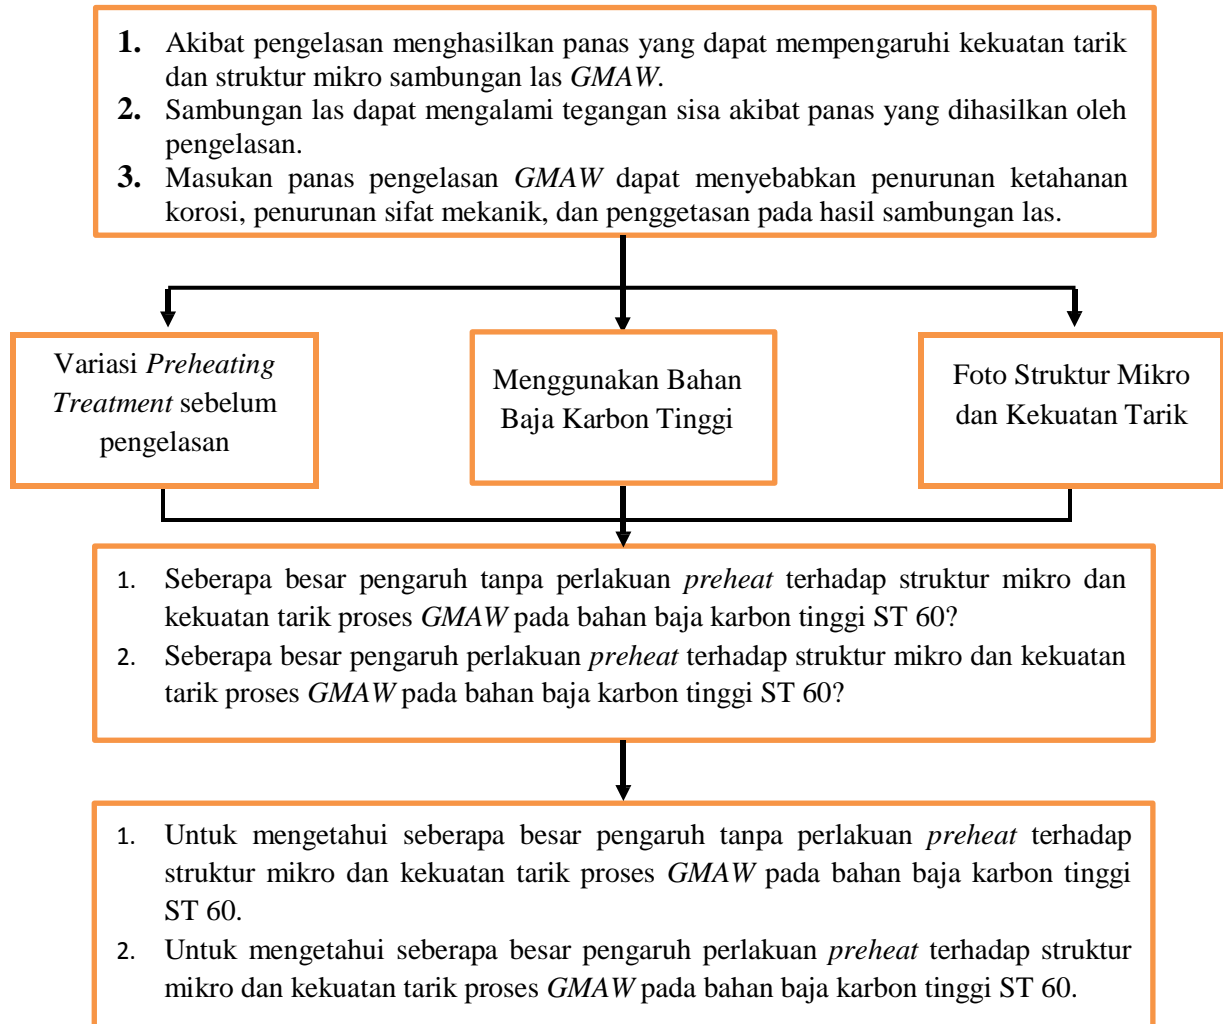 1. Akibat pengelasan menghasilkan panas yang dapat mempengaruhi kekuatan tarik
dan struktur mikro sambungan las GMAW.
2. Sambungan las dapat mengalami tegangan sisa akibat panas yang dihasilkan oleh
pengelasan.
3. Masukan panas pengelasan GMAW dapat menyebabkan penurunan ketahanan
korosi, penurunan sifat mekanik, dan penggetasan pada hasil sambungan las.
Variasi Preheating
Treatment sebelum
pengelasan
Menggunakan Bahan
Baja Karbon Tinggi
Foto Struktur Mikro
dan Kekuatan Tarik
1. Seberapa besar pengaruh tanpa perlakuan preheat terhadap struktur mikro dan
kekuatan tarik proses GMAW pada bahan baja karbon tinggi ST 60?
2. Seberapa besar pengaruh perlakuan preheat terhadap struktur mikro dan kekuatan
tarik proses GMAW pada bahan baja karbon tinggi ST 60?
1. Untuk mengetahui seberapa besar pengaruh tanpa perlakuan preheat terhadap
struktur mikro dan kekuatan tarik proses GMAW pada bahan baja karbon tinggi
ST 60.
2. Untuk mengetahui seberapa besar pengaruh perlakuan preheat terhadap struktur
mikro dan kekuatan tarik proses GMAW pada bahan baja karbon tinggi ST 60.